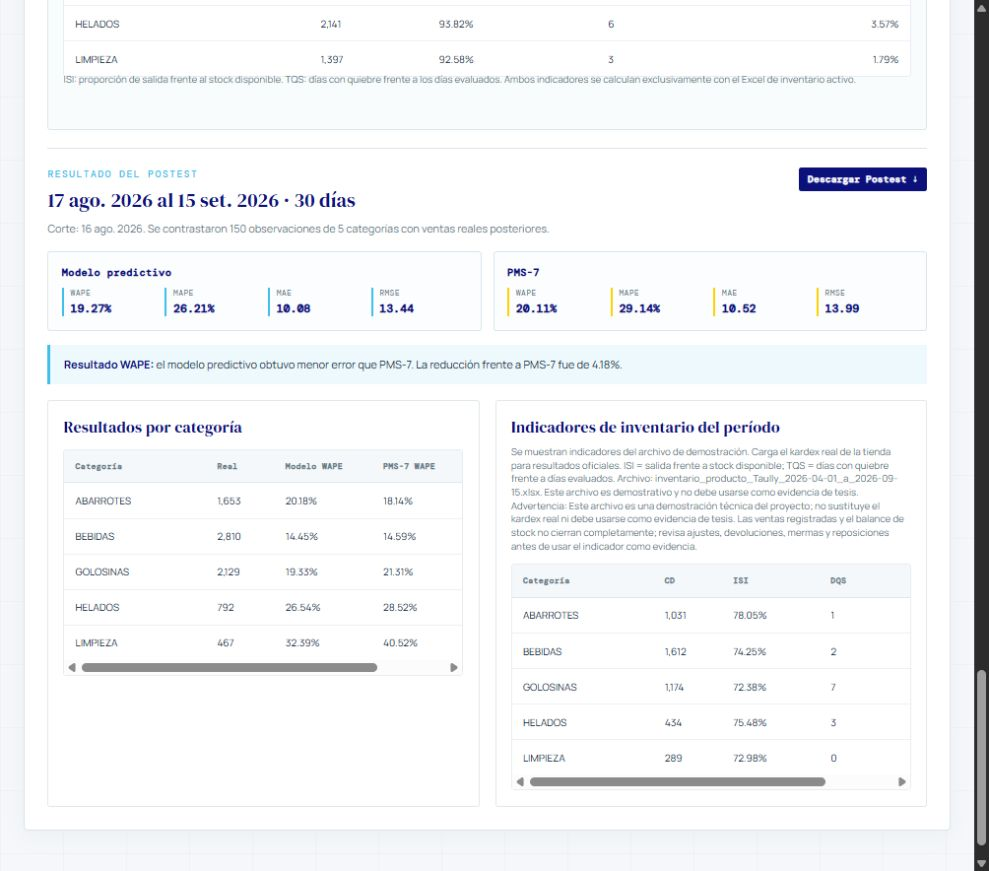 HELADOS 2,141 93.82% 6 3.57%
LIMPIEZA 1,397 92.58% 3 1.79%
ISI: proporción de salida frente al stock disponible. TQS: días con quiebre frente a los días evaluados. Ambos indicadores se calculan exclusivamente con el Excel de inventario activo.
RESULTADO DEL POSTEST
Descargar Postest ↓
17 ago. 2026 al 15 set. 2026 · 30 días
Corte: 16 ago. 2026. Se contrastaron 150 observaciones de 5 categorías con ventas reales posteriores.
Modelo predictivo
WAPE MAPE MAE RMSE
19.27% 26.21% 10.08 13.44
PMS-7
WAPE MAPE MAE RMSE
20.11% 29.14% 10.52 13.99
Resultado WAPE: el modelo predictivo obtuvo menor error que PMS-7. La reducción frente a PMS-7 fue de 4.18%.
Resultados por categoría
Categoría Real Modelo WAPE PMS-7 WAPE
ABARROTES 1,653 20.18% 18.14%
BEBIDAS 2,810 14.45% 14.59%
GOLOSINAS 2,129 19.33% 21.31%
HELADOS 792 26.54% 28.52%
LIMPIEZA 467 32.39% 40.52%
Indicadores de inventario del período
Se muestran indicadores del archivo de demostración. Carga el kardex real de la tienda
para resultados oficiales. ISI = salida frente a stock disponible; TQS = días con quiebre
frente a días evaluados. Archivo: inventario_producto_Taully_2026-04-01_a_2026-09-
15.xlsx. Este archivo es demostrativo y no debe usarse como evidencia de tesis.
Advertencia: Este archivo es una demostración técnica del proyecto; no sustituye el
kardex real ni debe usarse como evidencia de tesis. Las ventas registradas y el balance de
stock no cierran completamente; revisa ajustes, devoluciones, mermas y reposiciones
antes de usar el indicador como evidencia.
Categoría CD ISI DQS
ABARROTES 1,031 78.05% 1
BEBIDAS 1,612 74.25% 2
GOLOSINAS 1,174 72.38% 7
HELADOS 434 75.48% 3
LIMPIEZA 289 72.98% 0